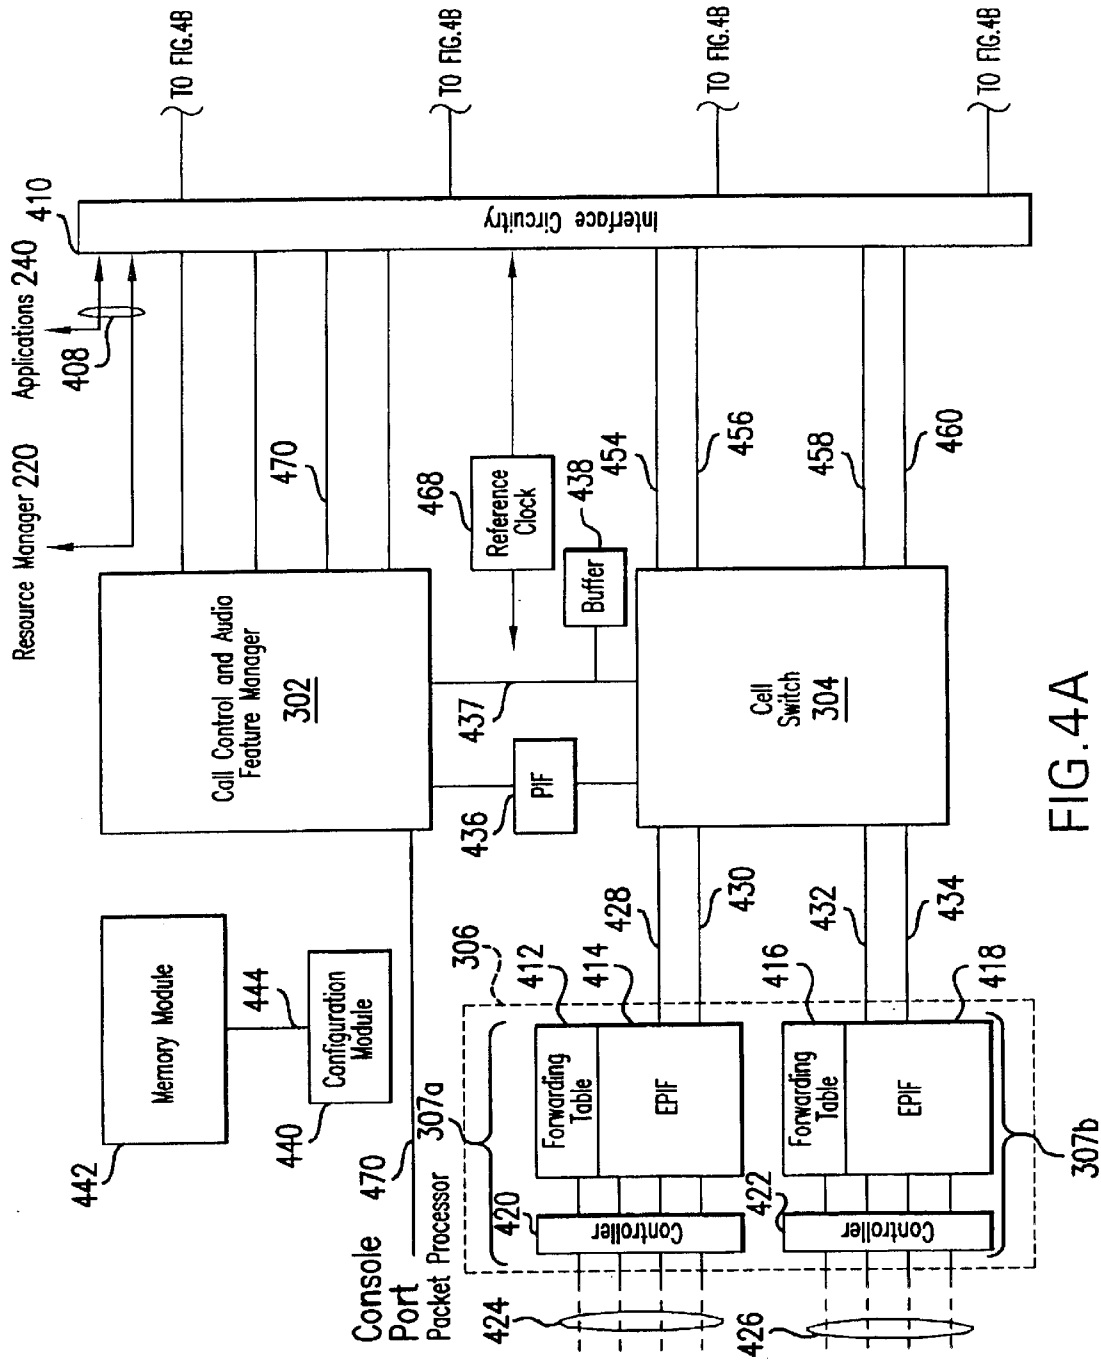 Resource Manager 220
Applications 240
408
410
TO FIG.4B
TO FIG.4B
TO FIG.4B
TO FIG.4B
Interface Circuitry
442
Memory Module
444
440
Configuration
Module
Call Control and Audio
Feature Manager
302
470
468
Reference
Clock
438
Buffer
437
436
PIF
454
456
458
460
Cell
Switch
304
Console
Port
470
Packet Processor
307a
306
412
414
416
418
428
430
432
434
Forwarding
Table
EPIF
Forwarding
Table
EPIF
420
Controller
422
Controller
424
426
307b
FIG.4A